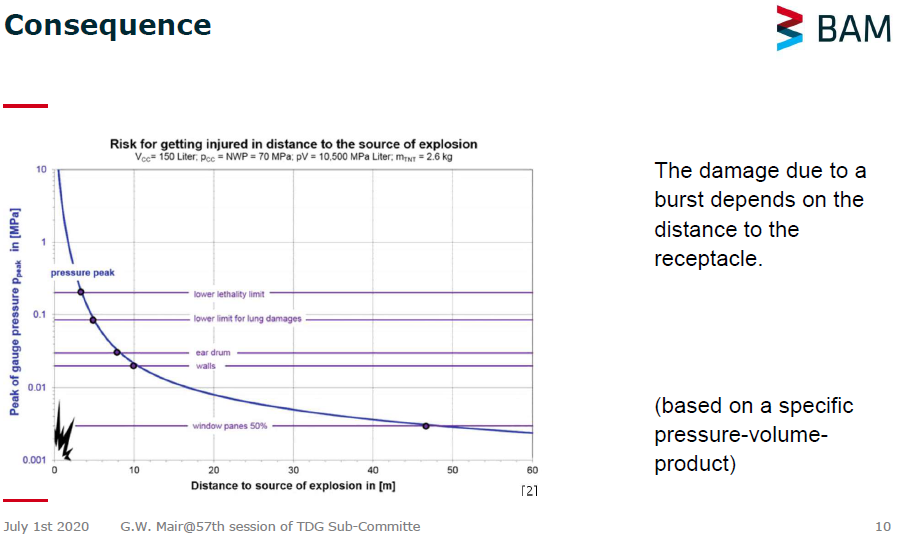 Consequence
BAM
Risk for getting injured in distance to the source of explosion
V_CC= 150 Liter; p_CC = NWP = 70 MPa; pV = 10,500 MPa Liter; m_TNT = 2.6 kg
Peak of gauge pressure p_peak in [MPa]
10
1
0.1
0.01
0.001
pressure peak
lower lethality limit
lower limit for lung damages
ear drum
walls
window panes 50%
0 10 20 30 40 50 60
Distance to source of explosion in [m]
[2]
The damage due to a
burst depends on the
distance to the
receptacle.
(based on a specific
pressure-volume-
product)
July 1st 2020 G.W. Mair@57th session of TDG Sub-Committe 10